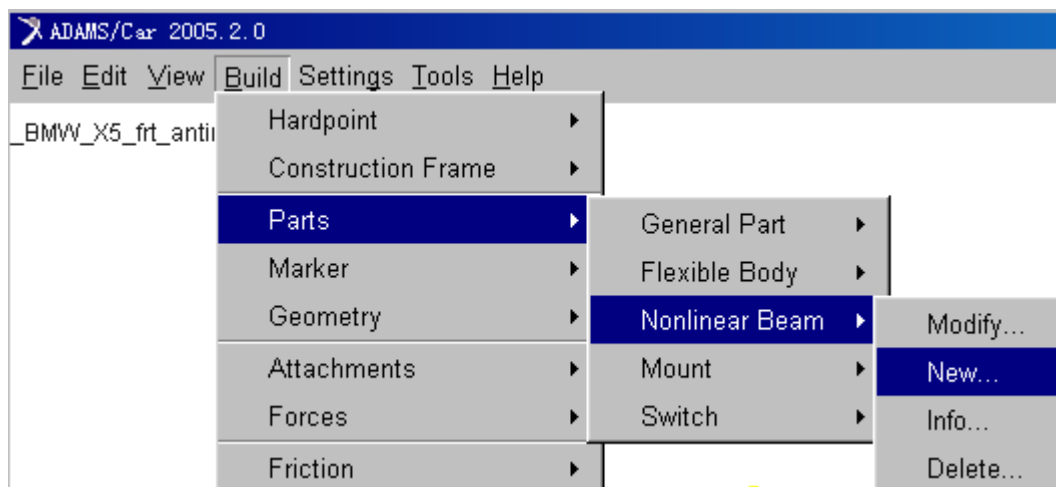 ADAMS/Car 2005.2.0
File Edit View Build Settings Tools Help
_BMW_X5_frt_antir
Hardpoint
Construction Frame
Parts
Marker
Geometry
Attachments
Forces
Friction
General Part
Flexible Body
Nonlinear Beam
Mount
Switch
Modify...
New...
Info...
Delete...